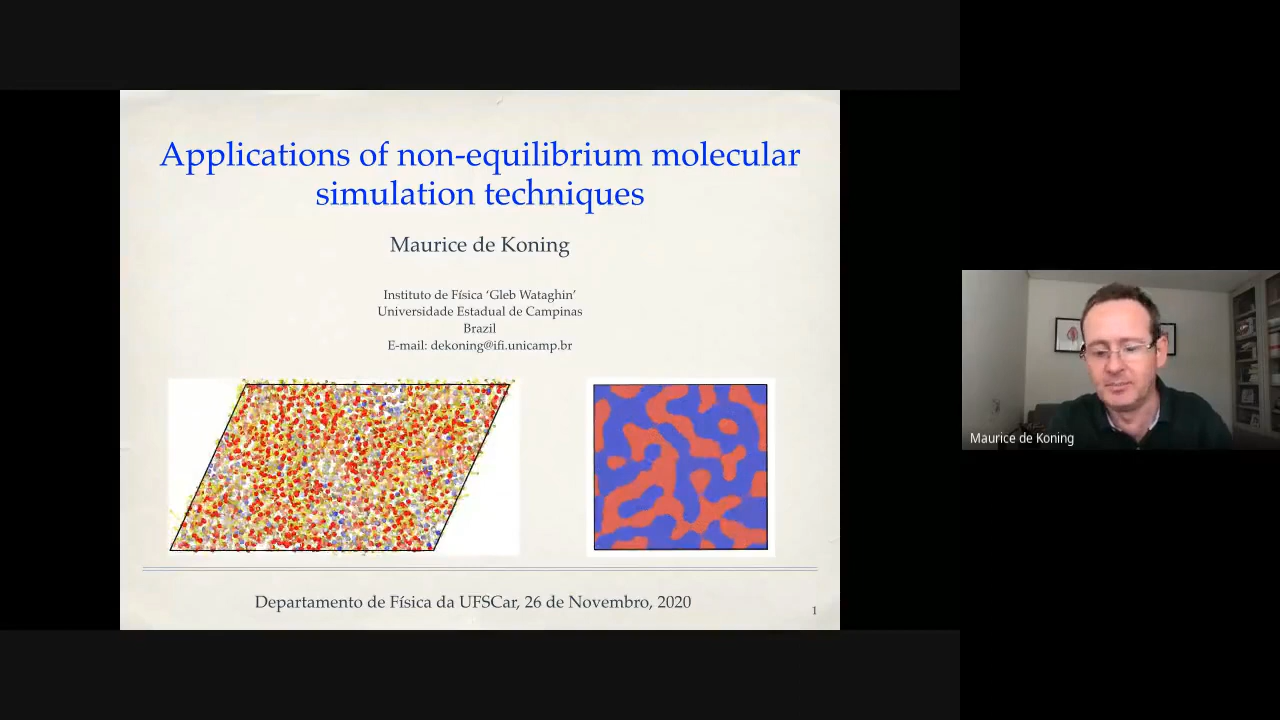 Applications of non-equilibrium molecular
simulation techniques
Maurice de Koning
Instituto de Física ‘Gleb Wataghin’
Universidade Estadual de Campinas
Brazil
E-mail: dekoning@ifi.unicamp.br
Departamento de Física da UFSCar, 26 de Novembro, 2020
1
Maurice de Koning